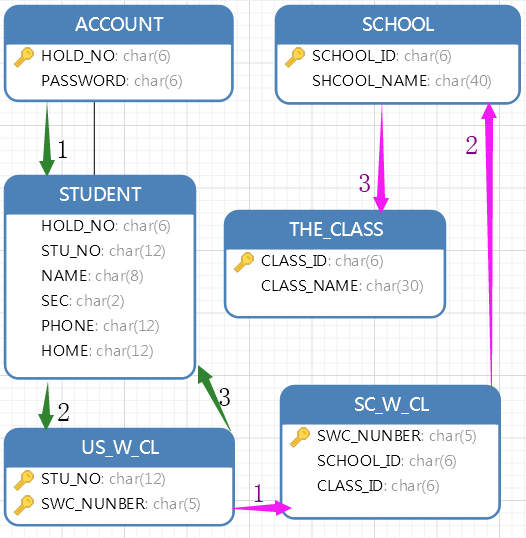 ACCOUNT
HOLD_NO: char(6)
PASSWORD: char(6)
SCHOOL
SCHOOL_ID: char(6)
SHCOOL_NAME: char(40)
1
2
3
STUDENT
HOLD_NO: char(6)
STU_NO: char(12)
NAME: char(8)
SEC: char(2)
PHONE: char(12)
HOME: char(12)
THE_CLASS
CLASS_ID: char(6)
CLASS_NAME: char(30)
2
3
US_W_CL
STU_NO: char(12)
SWC_NUNBER: char(5)
1
SC_W_CL
SWC_NUNBER: char(5)
SCHOOL_ID: char(6)
CLASS_ID: char(6)